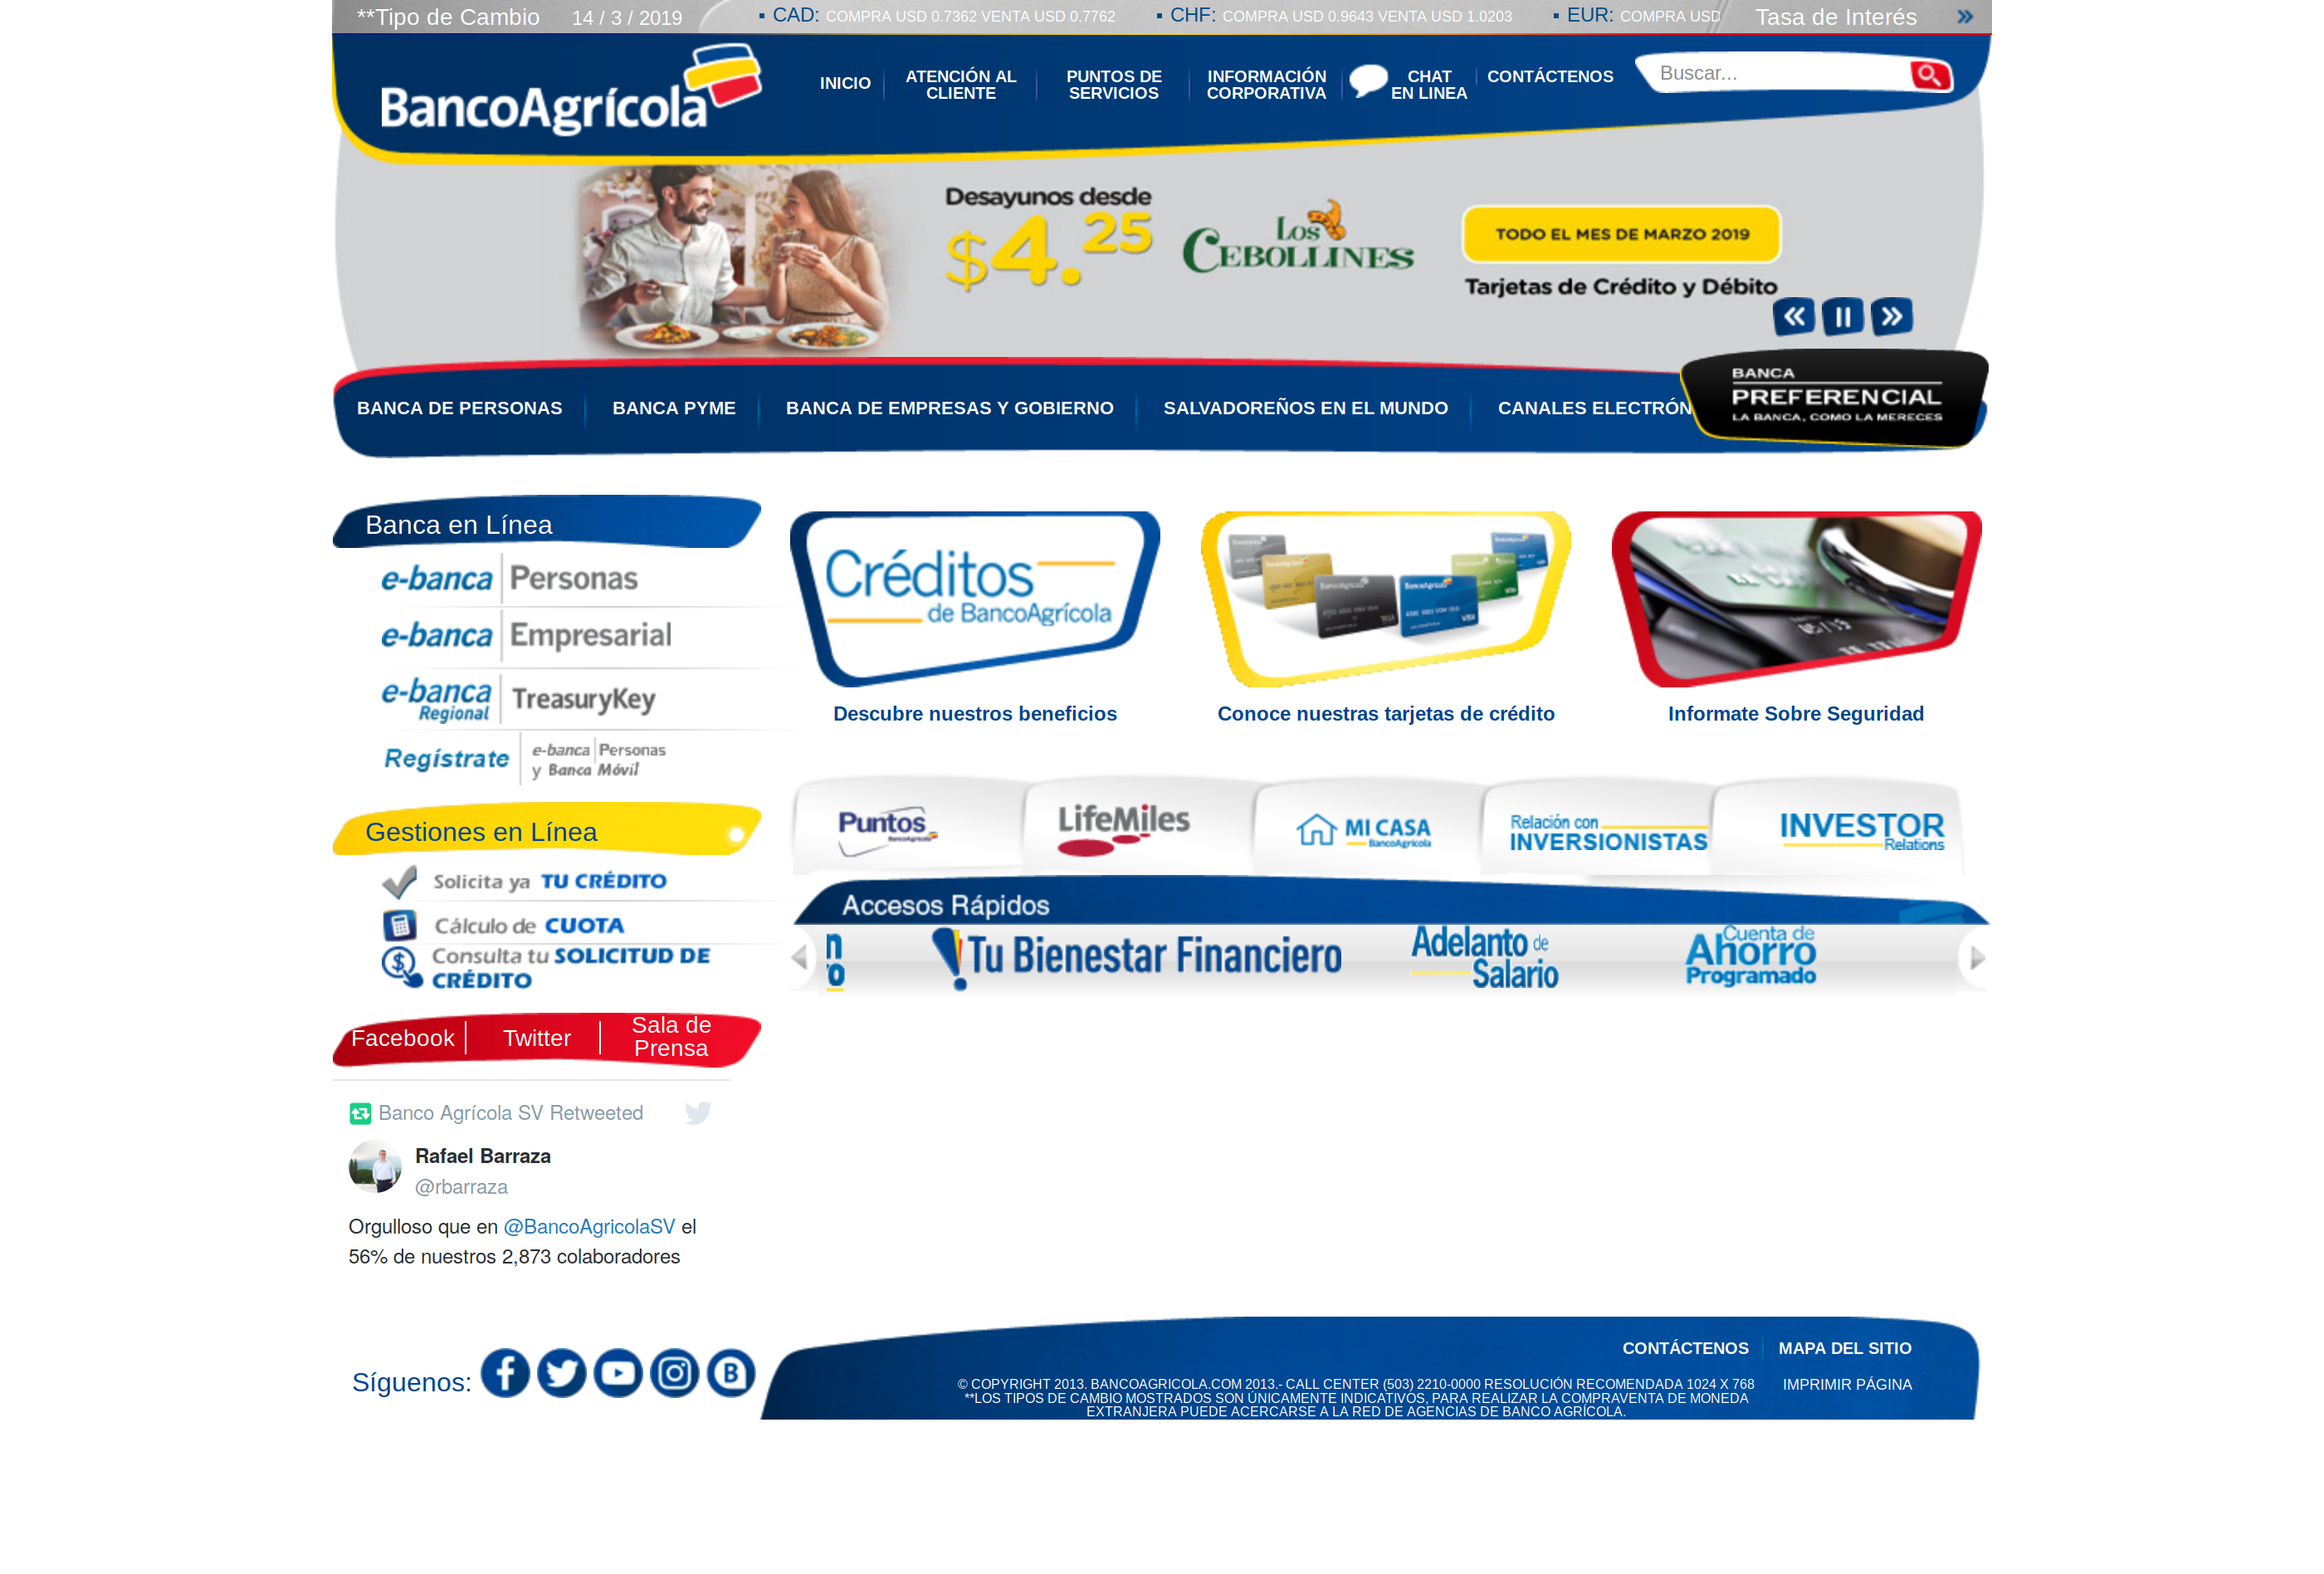 **Tipo de Cambio 14 / 3 / 2019 ▪ CAD: COMPRA USD 0.7362 VENTA USD 0.7762 ▪ CHF: COMPRA USD 0.9643 VENTA USD 1.0203 ▪ EUR: COMPRA USD Tasa de Interés »
BancoAgrícola
INICIO
ATENCIÓN AL
CLIENTE
PUNTOS DE
SERVICIOS
INFORMACIÓN
CORPORATIVA
CHAT
EN LINEA
CONTÁCTENOS
Buscar...
Desayunos desde
$4.25
Los
CEBOLLINES
TODO EL MES DE MARZO 2019
Tarjetas de Crédito y Débito
BANCA DE PERSONAS
BANCA PYME
BANCA DE EMPRESAS Y GOBIERNO
SALVADOREÑOS EN EL MUNDO
CANALES ELECTRÓN
BANCA
PREFERENCIAL
LA BANCA, COMO LA MERECES
Banca en Línea
e-banca Personas
e-banca Empresarial
e-banca
Regional
TreasuryKey
Regístrate
e-banca Personas
y Banca Móvil
Gestiones en Línea
Solicita ya TU CRÉDITO
Cálculo de CUOTA
Consulta tu SOLICITUD DE
CRÉDITO
Facebook
Twitter
Sala de
Prensa
Banco Agrícola SV Retweeted
Rafael Barraza
@rbarraza
Orgulloso que en @BancoAgricolaSV el
56% de nuestros 2,873 colaboradores
Créditos
de BancoAgrícola
Descubre nuestros beneficios
Conoce nuestras tarjetas de crédito
Informate Sobre Seguridad
Puntos
BancoAgrícola
LifeMiles
MI CASA
BancoAgrícola
Relación con
INVERSIONISTAS
INVESTOR
Relations
Accesos Rápidos
n
o
Tu Bienestar Financiero
Adelanto de
Salario
Cuenta de
Ahorro
Programado
Síguenos:
CONTÁCTENOS
MAPA DEL SITIO
© COPYRIGHT 2013. BANCOAGRICOLA.COM 2013.- CALL CENTER (503) 2210-0000 RESOLUCIÓN RECOMENDADA 1024 X 768
**LOS TIPOS DE CAMBIO MOSTRADOS SON ÚNICAMENTE INDICATIVOS, PARA REALIZAR LA COMPRAVENTA DE MONEDA
EXTRANJERA PUEDE ACERCARSE A LA RED DE AGENCIAS DE BANCO AGRÍCOLA.
IMPRIMIR PÁGINA